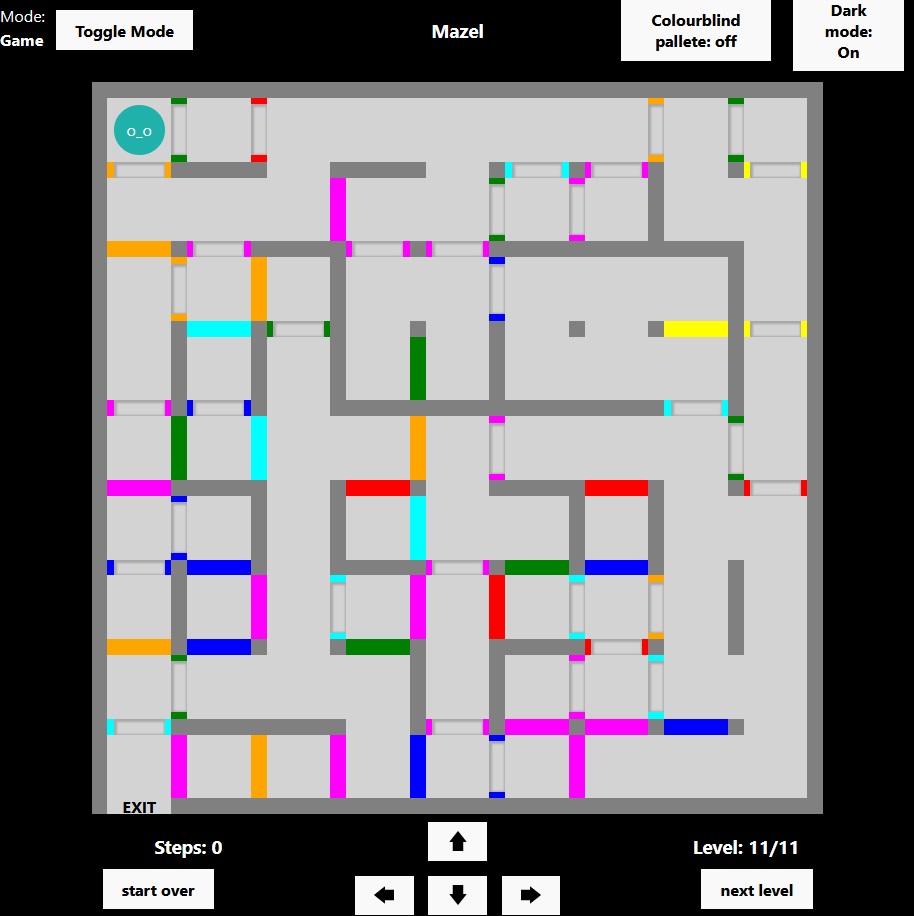 Mode:
Game
Toggle Mode
Mazel
Colourblind
pallete: off
Dark
mode:
On
o_o
EXIT
Steps: 0
Level: 11/11
start over
next level